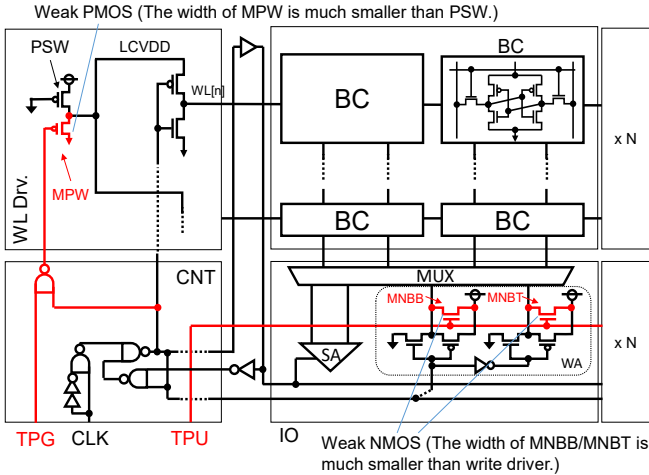 Weak PMOS (The width of MPW is much smaller than PSW.)
PSW
LCVDD
WL[n]
BC
BC
x N
MPW
WL Drv.
BC
BC
CNT
MUX
MNBB
MNBT
SA
WA
x N
TPG
CLK
TPU
IO
Weak NMOS (The width of MNBB/MNBT is
much smaller than write driver.)